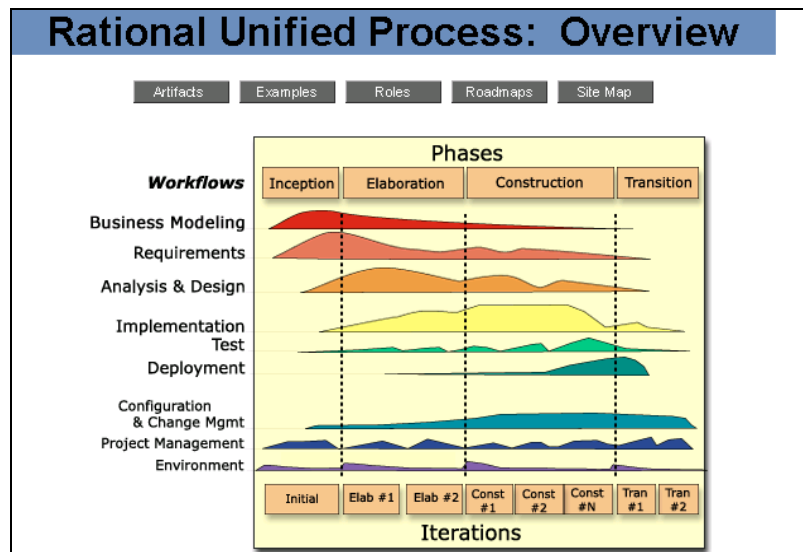 Rational Unified Process:  Overview
Artifacts
Examples
Roles
Roadmaps
Site Map
Phases
Workflows
Inception
Elaboration
Construction
Transition
Business Modeling
Requirements
Analysis & Design
Implementation
Test
Deployment
Configuration
& Change Mgmt
Project Management
Environment
Initial
Elab #1
Elab #2
Const
#1
Const
#2
Const
#N
Tran
#1
Tran
#2
Iterations